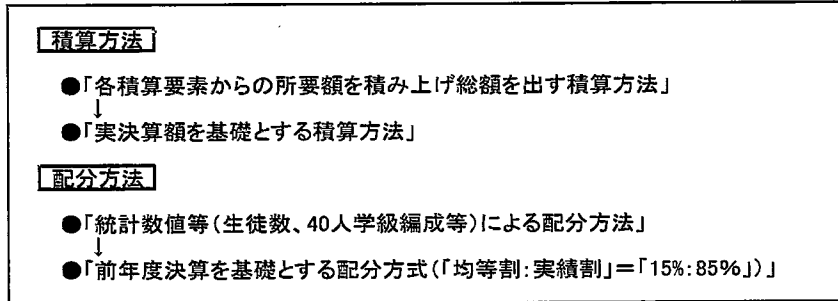 積算方法
●「各積算要素からの所要額を積み上げ総額を出す積算方法」
↓
●「実決算額を基礎とする積算方法」
配分方法
●「統計数値等(生徒数、40人学級編成等)による配分方法」
↓
●「前年度決算を基礎とする配分方式(「均等割:実績割」=「15%:85%」)」